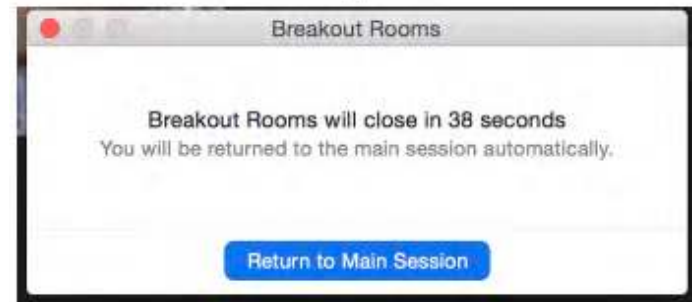 Breakout Rooms
Breakout Rooms will close in 38 seconds
You will be returned to the main session automatically.
Return to Main Session